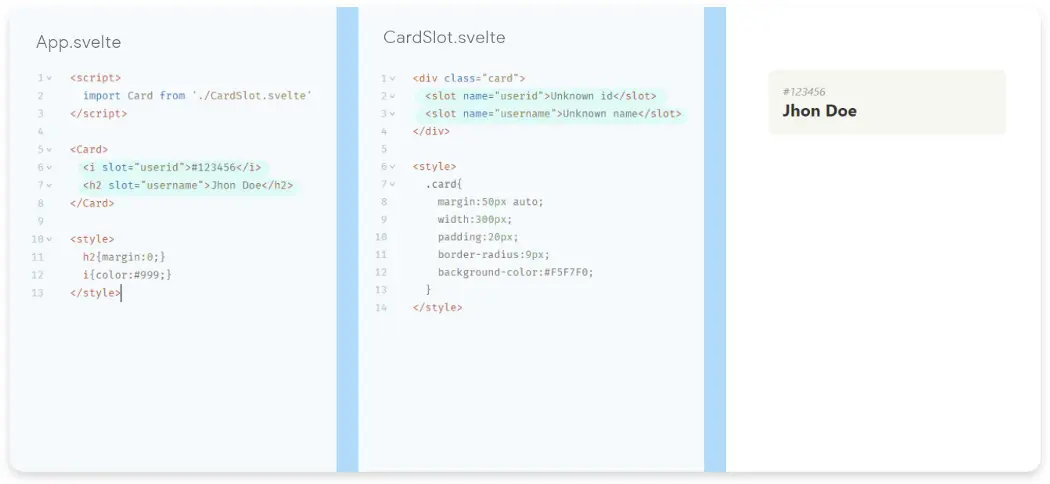 App.svelte
1 <script>
2 import Card from './CardSlot.svelte'
3 </script>
4
5 <Card>
6 <i slot="userid">#123456</i>
7 <h2 slot="username">Jhon Doe</h2>
8 </Card>
9
10 <style>
11 h2{margin:0;}
12 i{color:#999;}
13 </style>
CardSlot.svelte
1 <div class="card">
2 <slot name="userid">Unknown id</slot>
3 <slot name="username">Unknown name</slot>
4 </div>
5
6 <style>
7 .card{
8 margin:50px auto;
9 width:300px;
10 padding:20px;
11 border-radius:9px;
12 background-color:#F5F7F0;
13 }
14 </style>
#123456
Jhon Doe